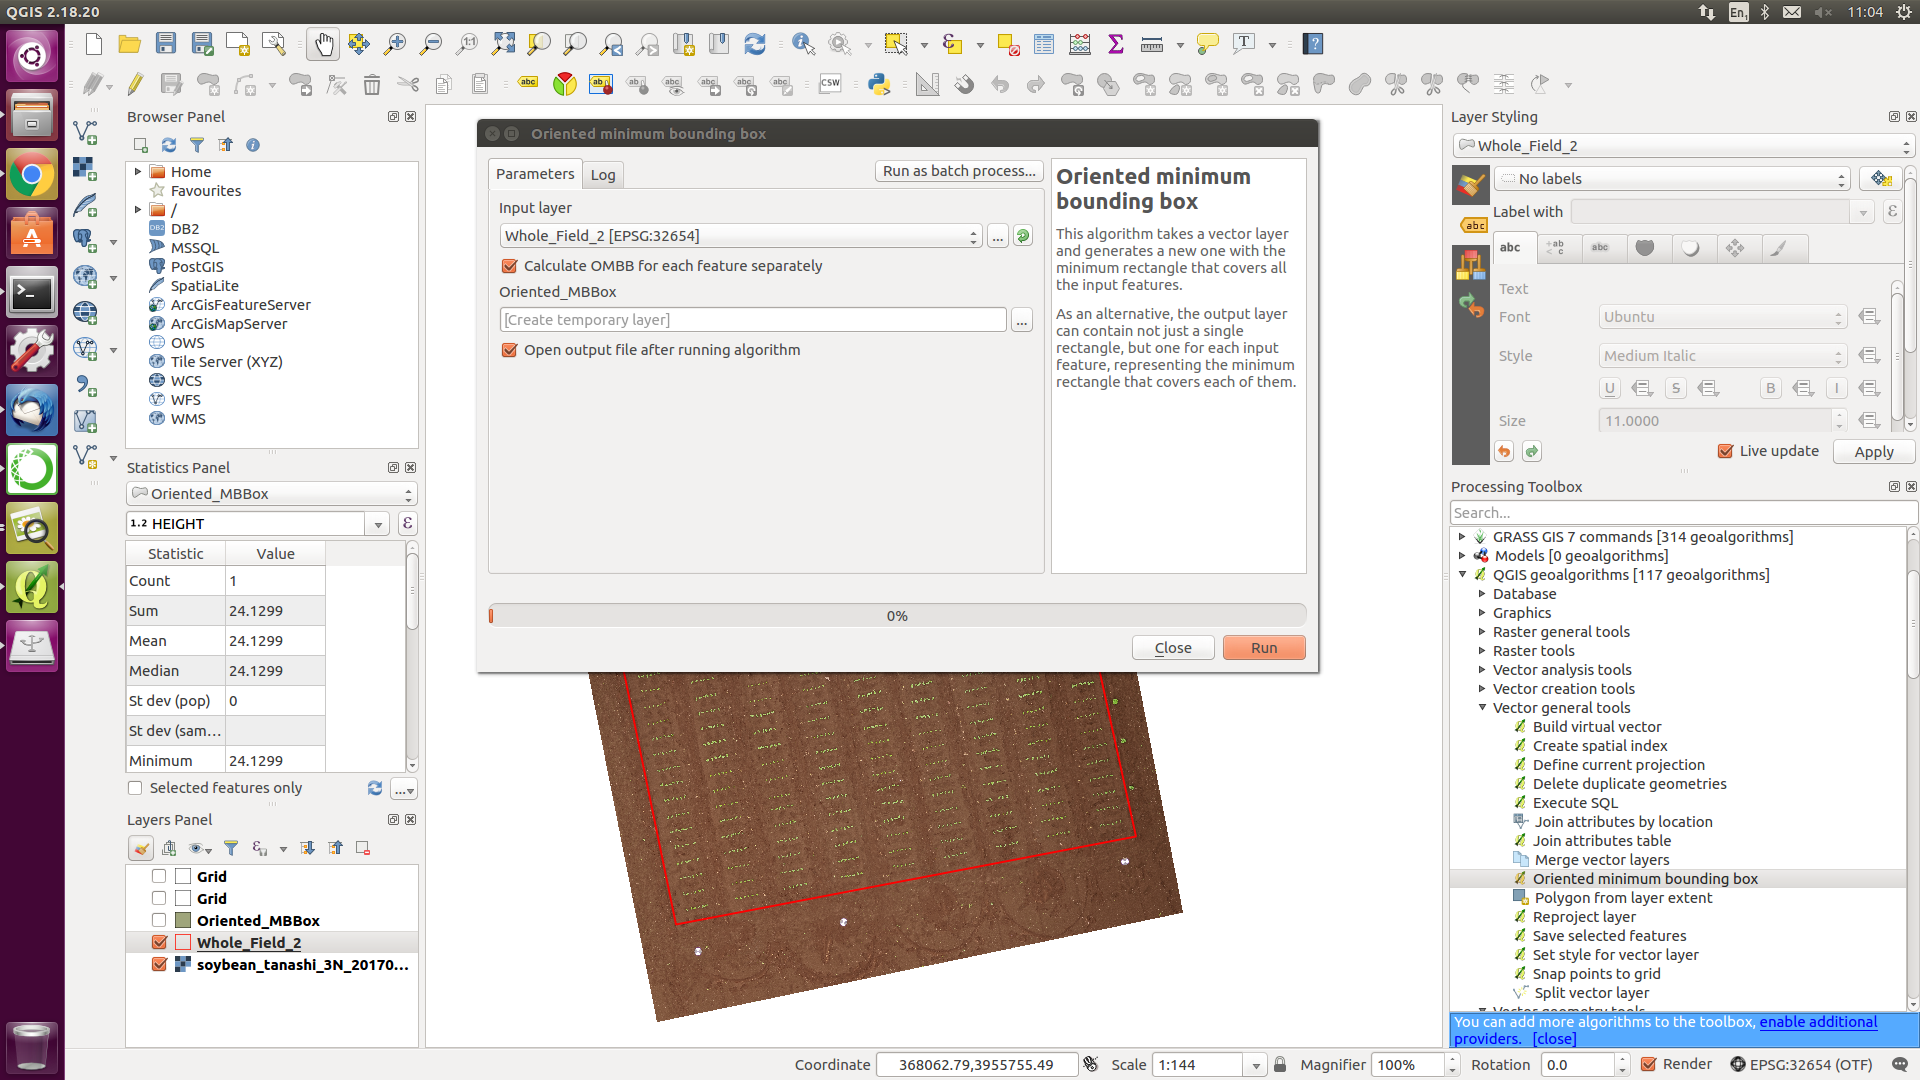 QGIS 2.18.20
En1
11:04
Browser Panel
Home
Favourites
/
DB2
MSSQL
PostGIS
SpatiaLite
ArcGisFeatureServer
ArcGisMapServer
OWS
Tile Server (XYZ)
WCS
WFS
WMS
Statistics Panel
Oriented_MBBox
1.2 HEIGHT
Statistic Value
Count 1
Sum 24.1299
Mean 24.1299
Median 24.1299
St dev (pop) 0
St dev (sam...
Minimum 24.1299
Selected features only
Layers Panel
Grid
Grid
Oriented_MBBox
Whole_Field_2
soybean_tanashi_3N_20170...
Oriented minimum bounding box
Parameters
Log
Run as batch process...
Input layer
Whole_Field_2 [EPSG:32654]
...
Calculate OMBB for each feature separately
Oriented_MBBox
[Create temporary layer]
...
Open output file after running algorithm
Oriented minimum
bounding box
This algorithm takes a vector layer
and generates a new one with the
minimum rectangle that covers all
the input features.
As an alternative, the output layer
can contain not just a single
rectangle, but one for each input
feature, representing the minimum
rectangle that covers each of them.
0%
Close
Run
Layer Styling
Whole_Field_2
No labels
Label with
abc
Text
Font Ubuntu
Style Medium Italic
U S B I
Size 11.0000
Live update
Apply
Processing Toolbox
Search...
GRASS GIS 7 commands [314 geoalgorithms]
Models [0 geoalgorithms]
QGIS geoalgorithms [117 geoalgorithms]
Database
Graphics
Raster general tools
Raster tools
Vector analysis tools
Vector creation tools
Vector general tools
Build virtual vector
Create spatial index
Define current projection
Delete duplicate geometries
Execute SQL
Join attributes by location
Join attributes table
Merge vector layers
Oriented minimum bounding box
Polygon from layer extent
Reproject layer
Save selected features
Set style for vector layer
Snap points to grid
Split vector layer
Vector geometry tools
You can add more algorithms to the toolbox, enable additional
providers. [close]
Coordinate 368062.79,3955755.49
Scale 1:144
Magnifier 100%
Rotation 0.0
Render
EPSG:32654 (OTF)